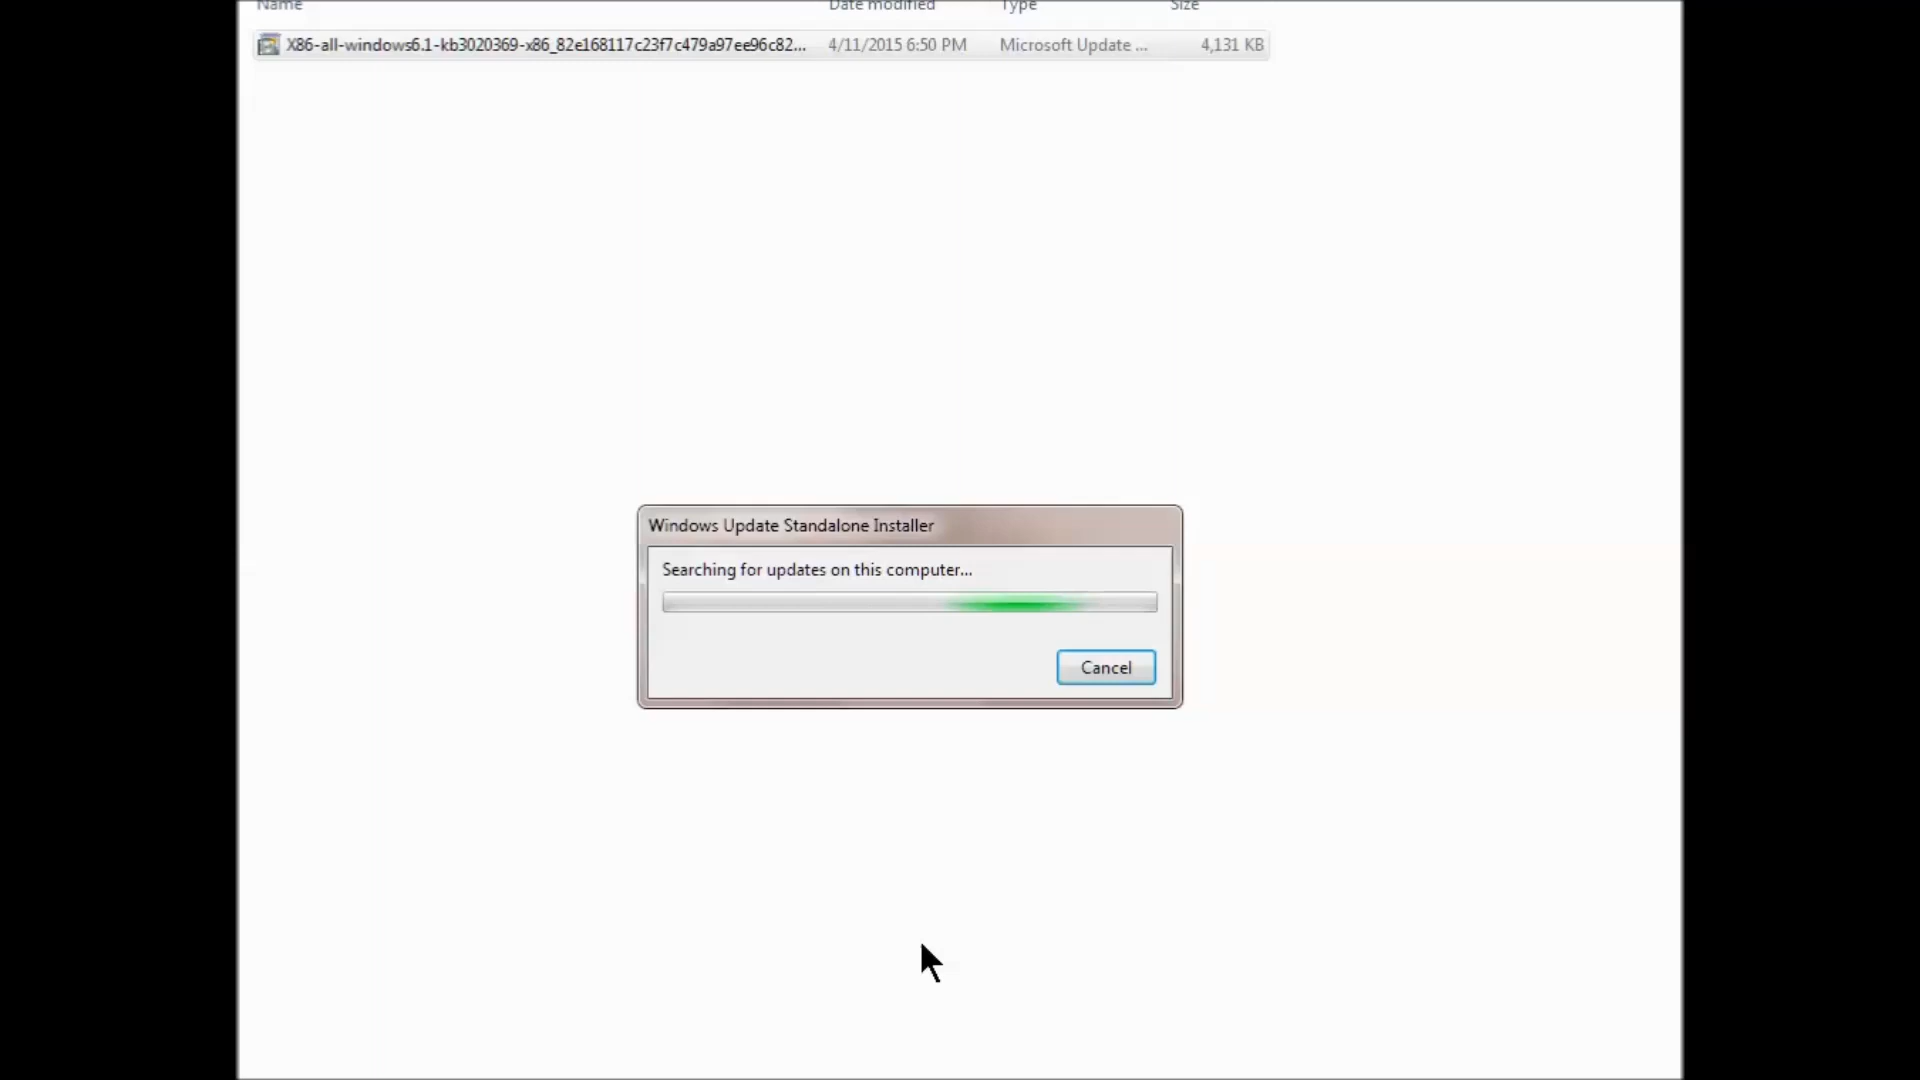 Name Date modified Type Size
X86-all-windows6.1-kb3020369-x86_82e168117c23f7c479a97ee96c82... 4/11/2015 6:50 PM Microsoft Update ... 4,131 KB
Windows Update Standalone Installer
Searching for updates on this computer...
Cancel